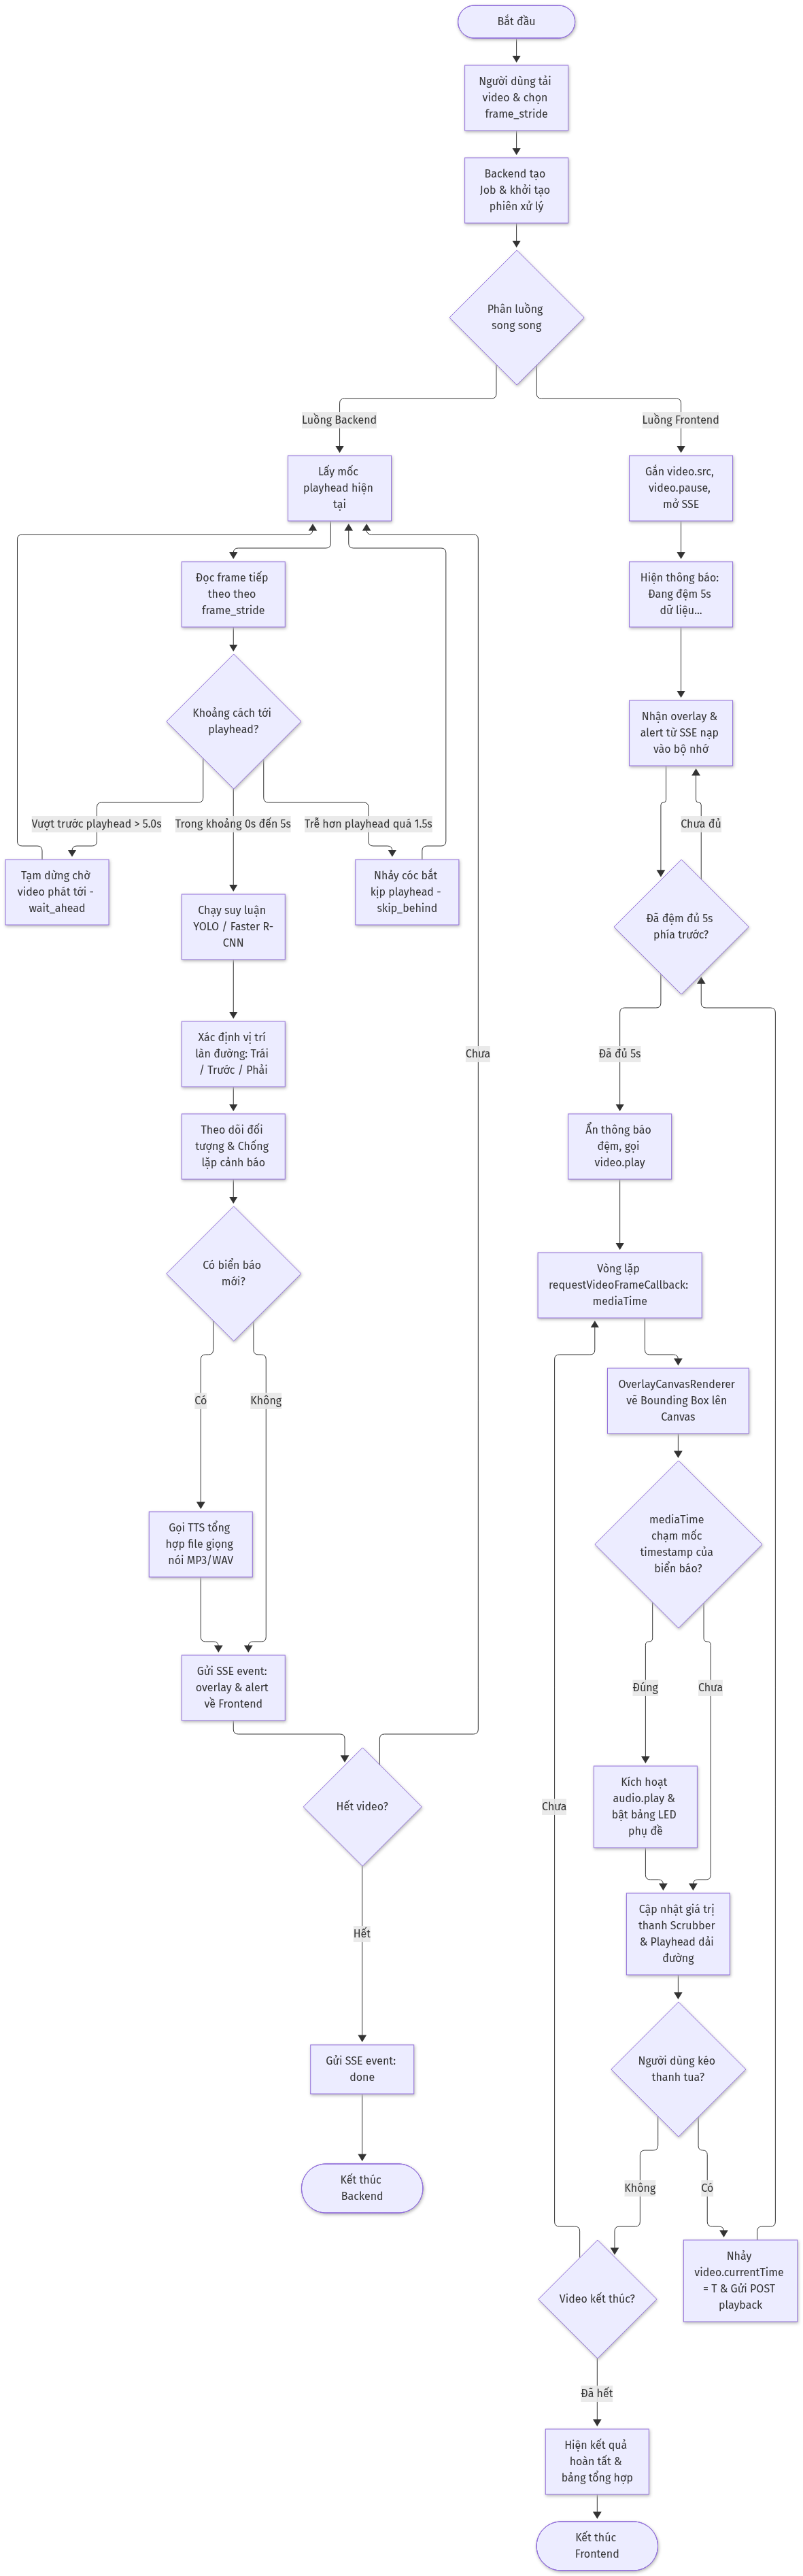 Bắt đầu
Người dùng tải
video & chọn
frame_stride
Backend tạo
Job & khởi tạo
phiên xử lý
Phân luồng
song song
Luồng Backend
Luồng Frontend
Lấy mốc
playhead hiện
tại
Đọc frame tiếp
theo theo
frame_stride
Khoảng cách tới
playhead?
Vượt trước playhead > 5.0s
Trong khoảng 0s đến 5s
Trễ hơn playhead quá 1.5s
Tạm dừng chờ
video phát tới -
wait_ahead
Nhảy cóc bắt
kịp playhead -
skip_behind
Chạy suy luận
YOLO / Faster R-
CNN
Xác định vị trí
làn đường: Trái
/ Trước / Phải
Theo dõi đối
tượng & Chống
lặp cảnh báo
Có biển báo
mới?
Có
Không
Gọi TTS tổng
hợp file giọng
nói MP3/WAV
Gửi SSE event:
overlay & alert
về Frontend
Hết video?
Chưa
Hết
Gửi SSE event:
done
Kết thúc
Backend
Gắn video.src,
video.pause,
mở SSE
Hiện thông báo:
Đang đệm 5s
dữ liệu...
Nhận overlay &
alert từ SSE nạp
vào bộ nhớ
Chưa đủ
Đã đệm đủ 5s
phía trước?
Đã đủ 5s
Ẩn thông báo
đệm, gọi
video.play
Vòng lặp
requestVideoFrameCallback:
mediaTime
OverlayCanvasRenderer
vẽ Bounding Box lên
Canvas
mediaTime
chạm mốc
timestamp của
biển báo?
Đúng
Chưa
Kích hoạt
audio.play &
bật bảng LED
phụ đề
Cập nhật giá trị
thanh Scrubber
& Playhead dải
đường
Người dùng kéo
thanh tua?
Không
Có
Nhảy
video.currentTime
= T & Gửi POST
playback
Video kết thúc?
Chưa
Đã hết
Hiện kết quả
hoàn tất &
bảng tổng hợp
Kết thúc
Frontend